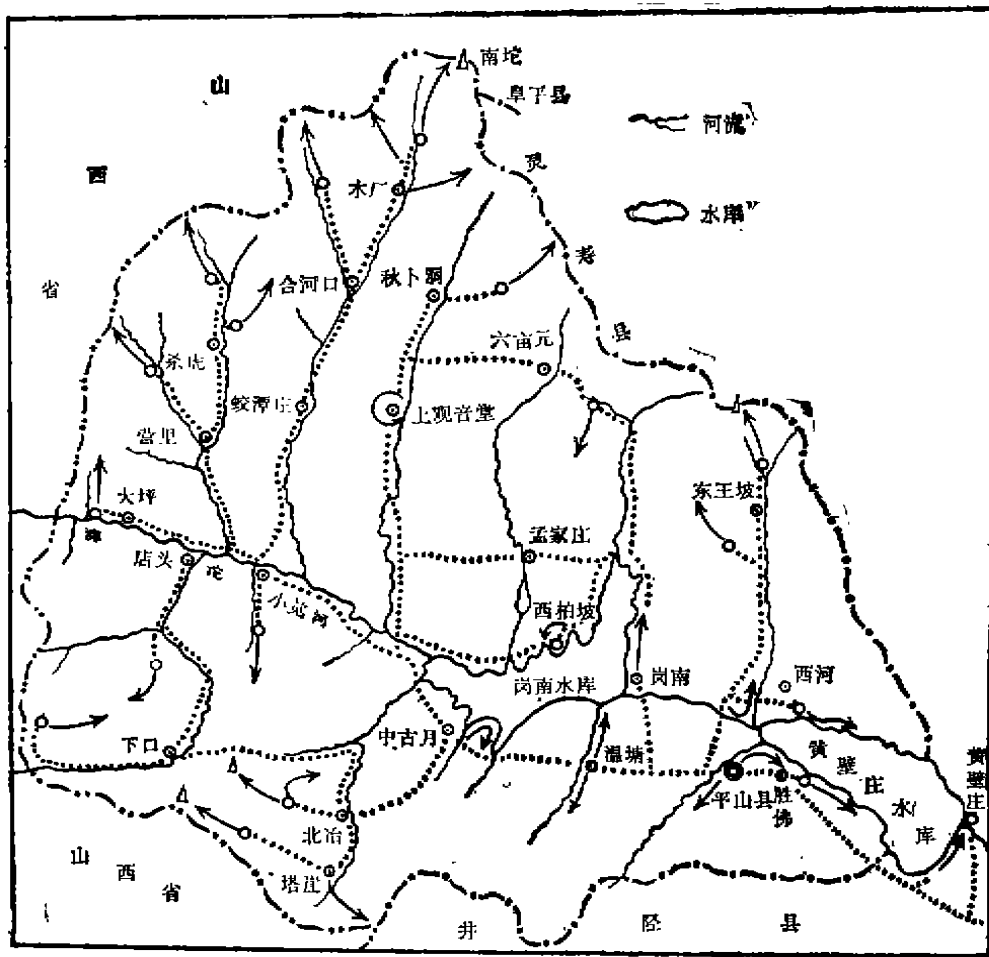 南坨
山
阜平县
河流
灵
西
木厂
水库
寿
省
合河口
秋卜洞
县
六亩元
杀虎
蛟潭庄
上观音堂
营里
东王坡
大坪
滹
孟家庄
店头
沱
小觉
河
西柏坡
岗南水库
岗南
西河
中古月
下口
温塘
黄壁庄水库
黄壁庄
平山县
胜佛
北冶
山西省
塔崖
井陉县